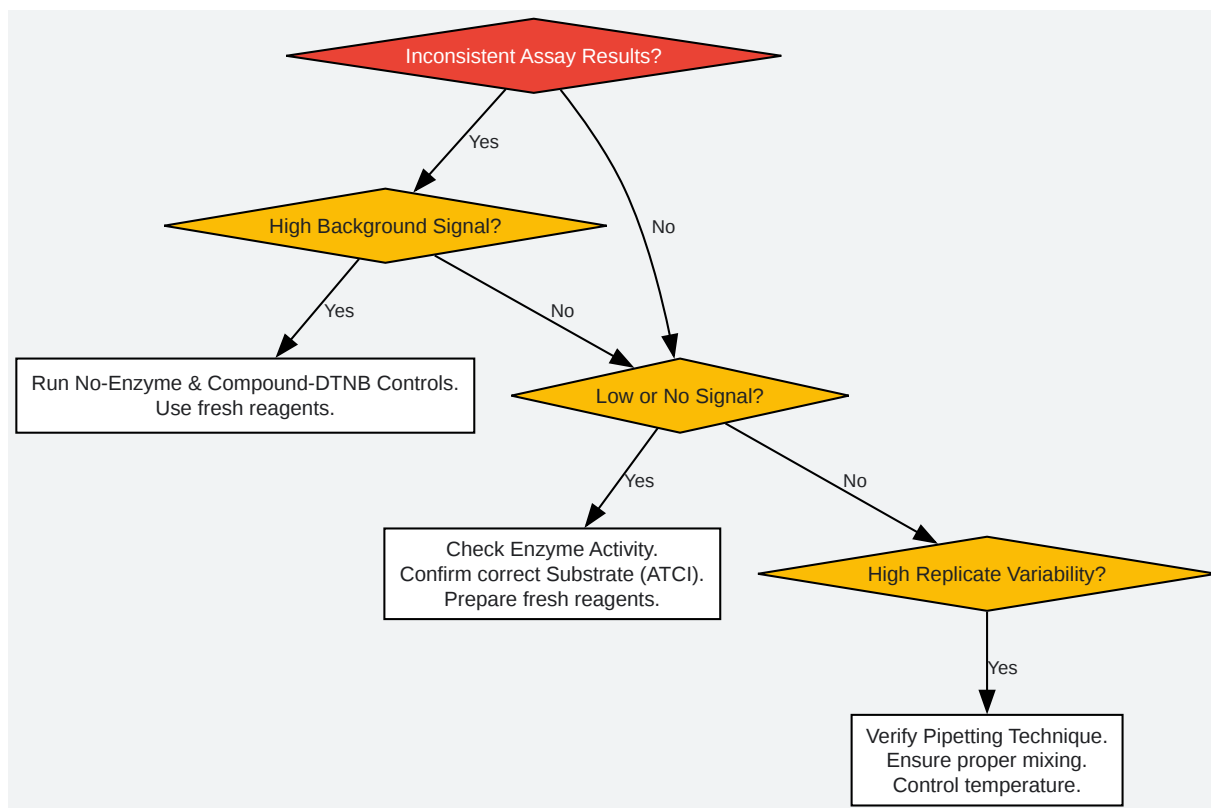 Inconsistent Assay Results?
Yes
High Background Signal?
No
Yes
No
Run No-Enzyme & Compound-DTNB Controls.
Use fresh reagents.
Low or No Signal?
Yes
No
Check Enzyme Activity.
Confirm correct Substrate (ATCI).
Prepare fresh reagents.
High Replicate Variability?
Yes
Verify Pipetting Technique.
Ensure proper mixing.
Control temperature.